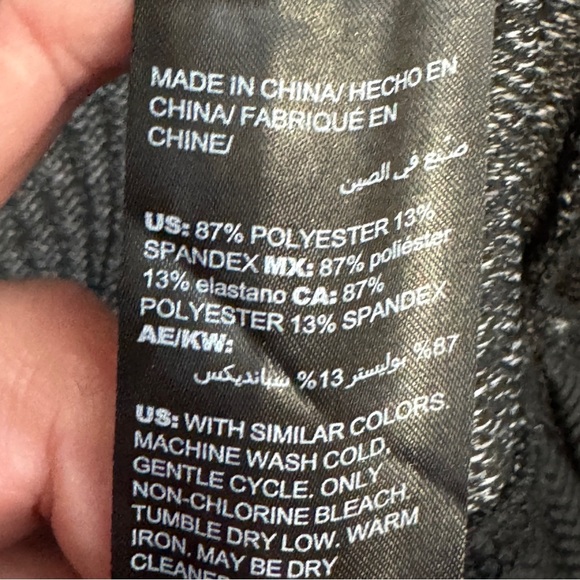 MADE IN CHINA/ HECHO EN
CHINA/ FABRIQUÉ EN
CHINE/
صنع في الصين
US: 87% POLYESTER 13%
SPANDEX MX: 87% poliéster
13% elastano CA: 87%
POLYESTER 13% SPANDEX
AE/KW:
87% بوليستر 13% سبانديكس
US: WITH SIMILAR COLORS.
MACHINE WASH COLD,
GENTLE CYCLE. ONLY
NON-CHLORINE BLEACH.
TUMBLE DRY LOW. WARM
IRON. MAY BE DRY
CLEANE